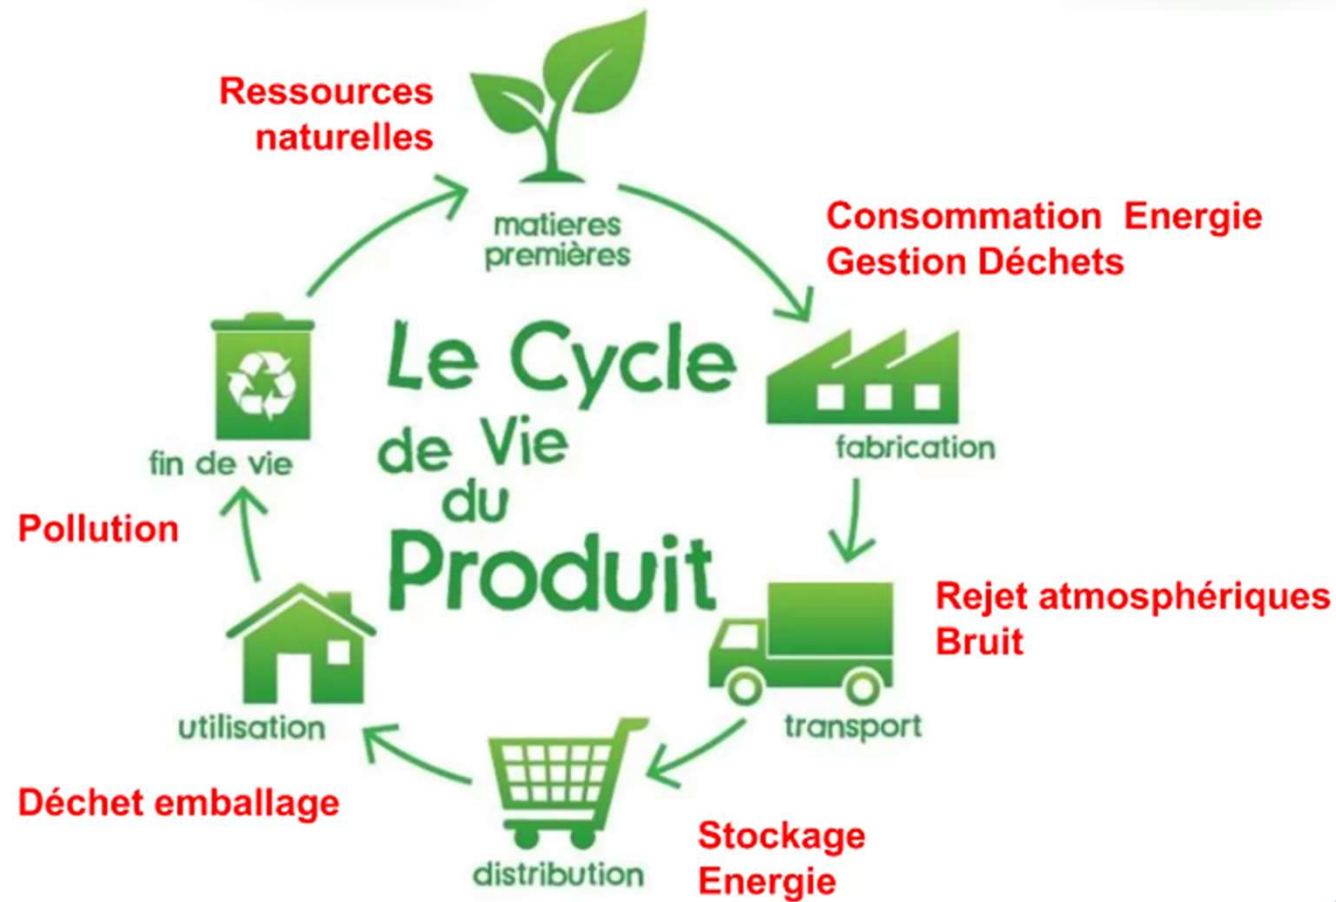 Ressources
naturelles
matieres
premières
Consommation Energie
Gestion Déchets
Le Cycle
de Vie
du
Produit
fabrication
fin de vie
Pollution
Rejet atmosphériques
Bruit
transport
utilisation
Déchet emballage
Stockage
Energie
distribution